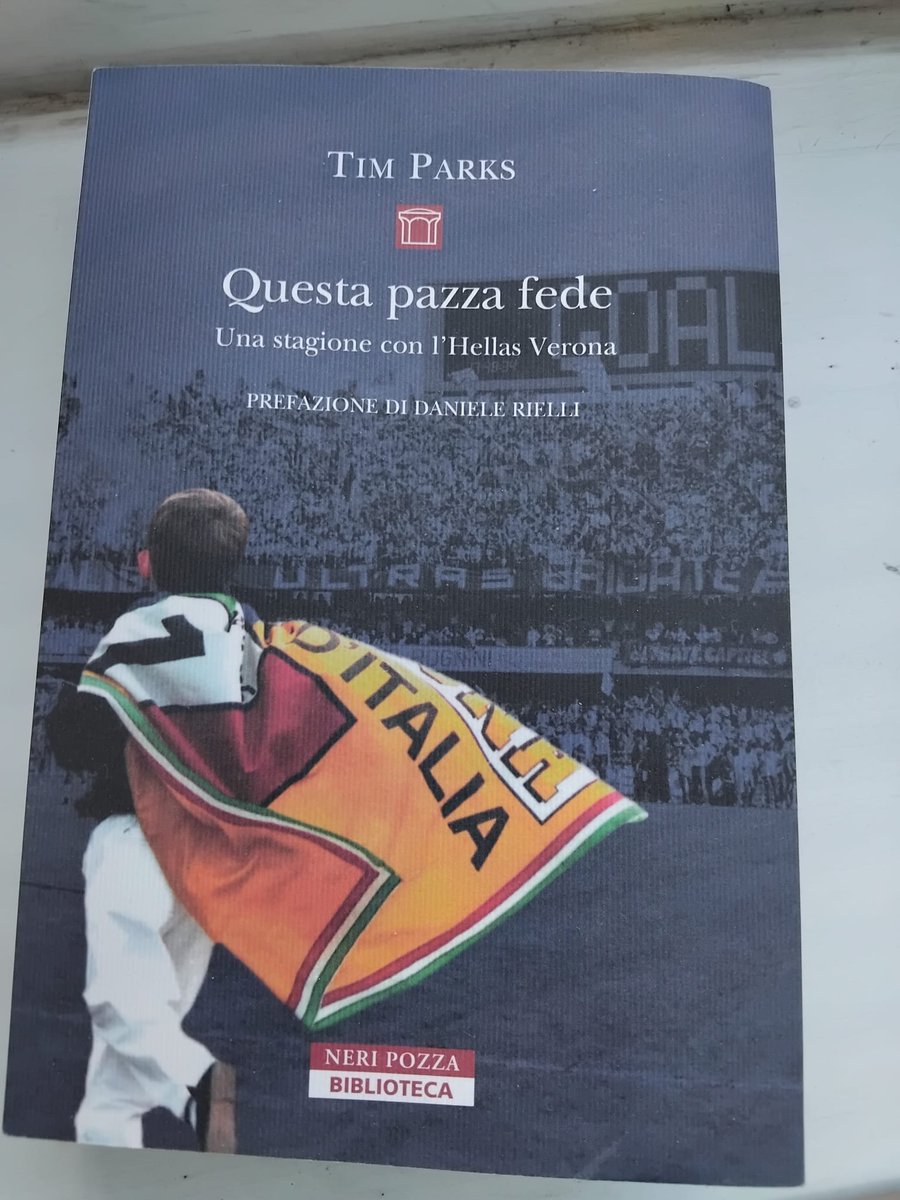 TIM PARKS
Questa pazza fede
Una stagione con l'Hellas Verona
PREFAZIONE DI DANIELE RIELLI
GOAL
ULTRAS
D'ITALIA
NERI POZZA
BIBLIOTECA